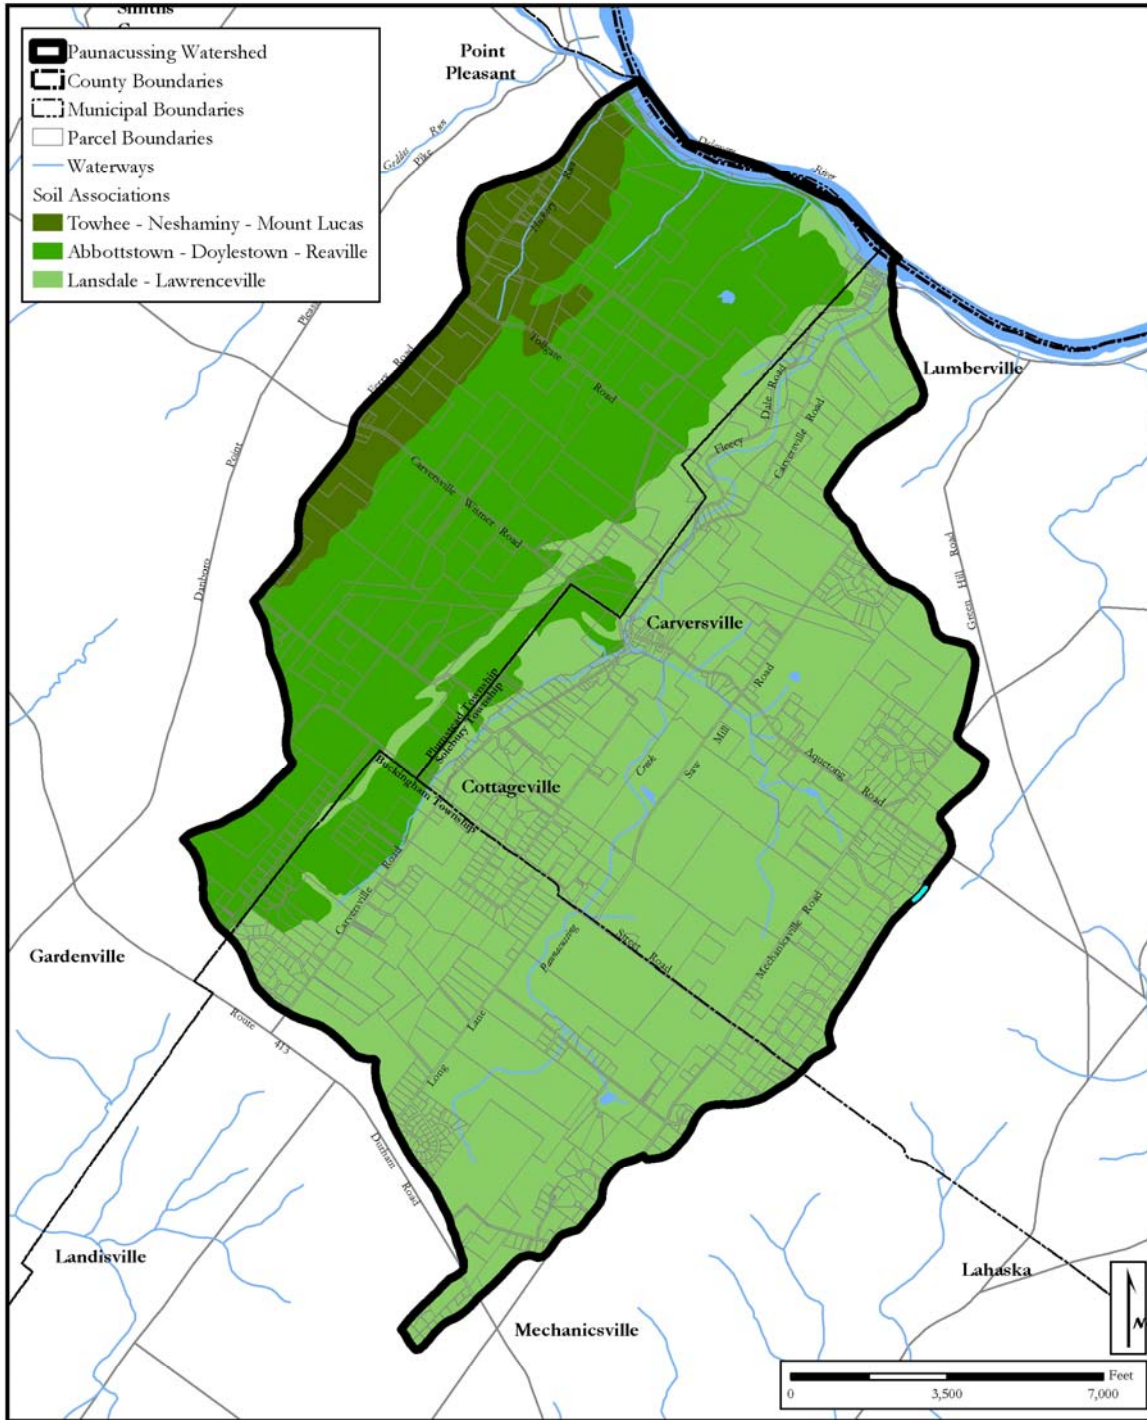 Smiths
Point
Pleasant
Paunacussing Watershed
County Boundaries
Municipal Boundaries
Parcel Boundaries
Waterways
Soil Associations
Towhee - Neshaminy - Mount Lucas
Abbottstown - Doylestown - Reaville
Lansdale - Lawrenceville
Geddes Run
Pike
Delaware River
Hickory Run
Pleasant
Ferry Road
Tollgate Road
Lumberville
Fleecy Dale Road
Carversville Road
Point
Carversville Wismer Road
Danboro
Green Hill Road
Carversville
Plumstead Township
Solebury Township
Buckingham Township
Saw Mill Road
Creek
Aquetong Road
Cottageville
Carversville Road
Mechanicsville Road
Paunacussing
Street Road
Gardenville
Route 413
Long Lane
Durham Road
Landisville
Lahaska
Mechanicsville
N
Feet
0 3,500 7,000